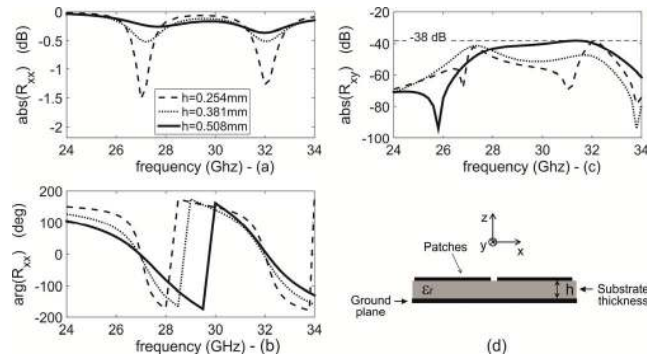 abs(Rxx) (dB)
0
-0.5
-1
-1.5
-2
h=0.254mm
h=0.381mm
h=0.508mm
24 26 28 30 32 34
frequency (Ghz) - (a)
abs(Rxy) (dB)
-20
-40
-60
-80
-100
-38 dB
24 26 28 30 32 34
frequency (Ghz) - (c)
arg(Rxx) (deg)
200
100
0
-100
-200
24 26 28 30 32 34
frequency (GHz) - (b)
z
y
x
Patches
εr
h
Substrate
thickness
Ground
plane
(d)